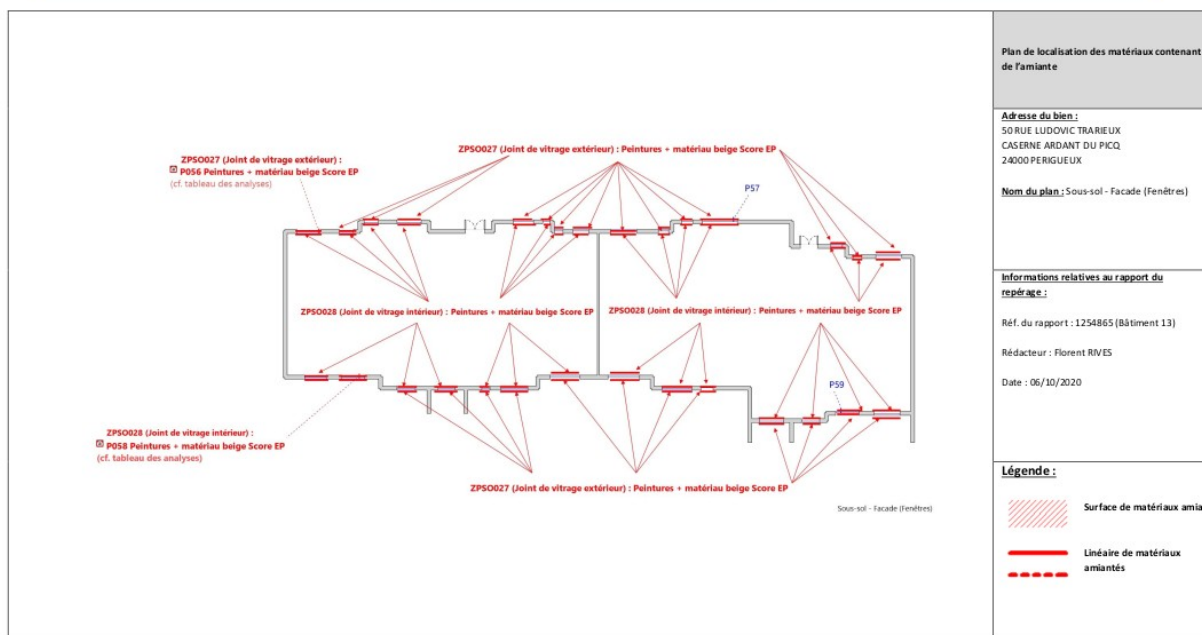 Plan de localisation des matériaux contenant
de l'amiante
Adresse du bien :
50 RUE LUDOVIC TRARIEUX
CASERNE ARDANT DU PICQ
24000 PERIGUEUX
Nom du plan : Sous-sol - Facade (Fenêtres)
Informations relatives au rapport du
repérage :
Réf. du rapport : 1254865 (Bâtiment 13)
Rédacteur : Florent RIVES
Date : 06/10/2020
Légende :
Surface de matériaux amia
Linéaire de matériaux
amiantés
ZPSO027 (Joint de vitrage extérieur) : Peintures + matériau beige Score EP
ZPSO027 (Joint de vitrage extérieur) :
P056 Peintures + matériau beige Score EP
(cf. tableau des analyses)
P57
ZPSO028 (Joint de vitrage intérieur) : Peintures + matériau beige Score EP
ZPSO028 (Joint de vitrage intérieur) : Peintures + matériau beige Score EP
P59
ZPSO028 (Joint de vitrage intérieur) :
P058 Peintures + matériau beige Score EP
(cf. tableau des analyses)
ZPSO027 (Joint de vitrage extérieur) : Peintures + matériau beige Score EP
Sous-sol - Facade (Fenêtres)